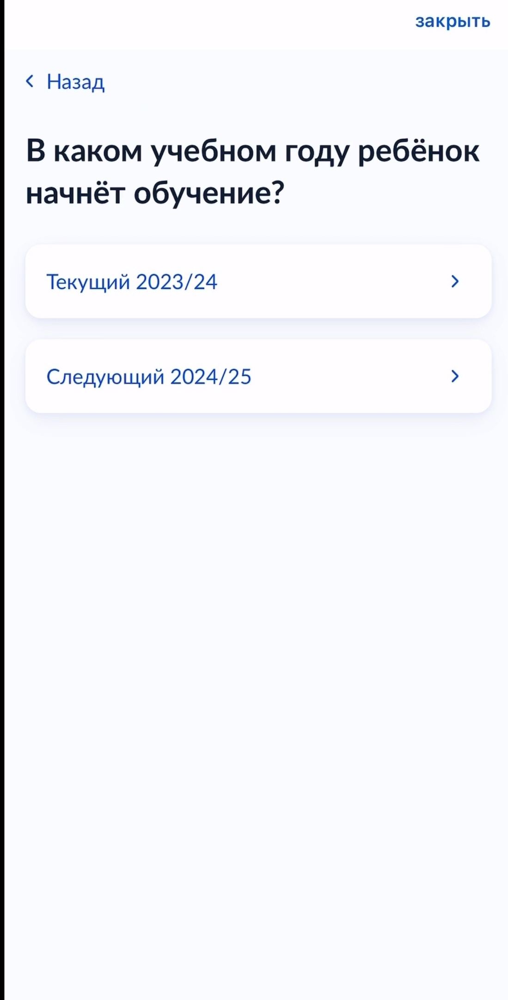 закрыть
Назад
В каком учебном году ребёнок
начнёт обучение?
Текущий 2023/24
Следующий 2024/25